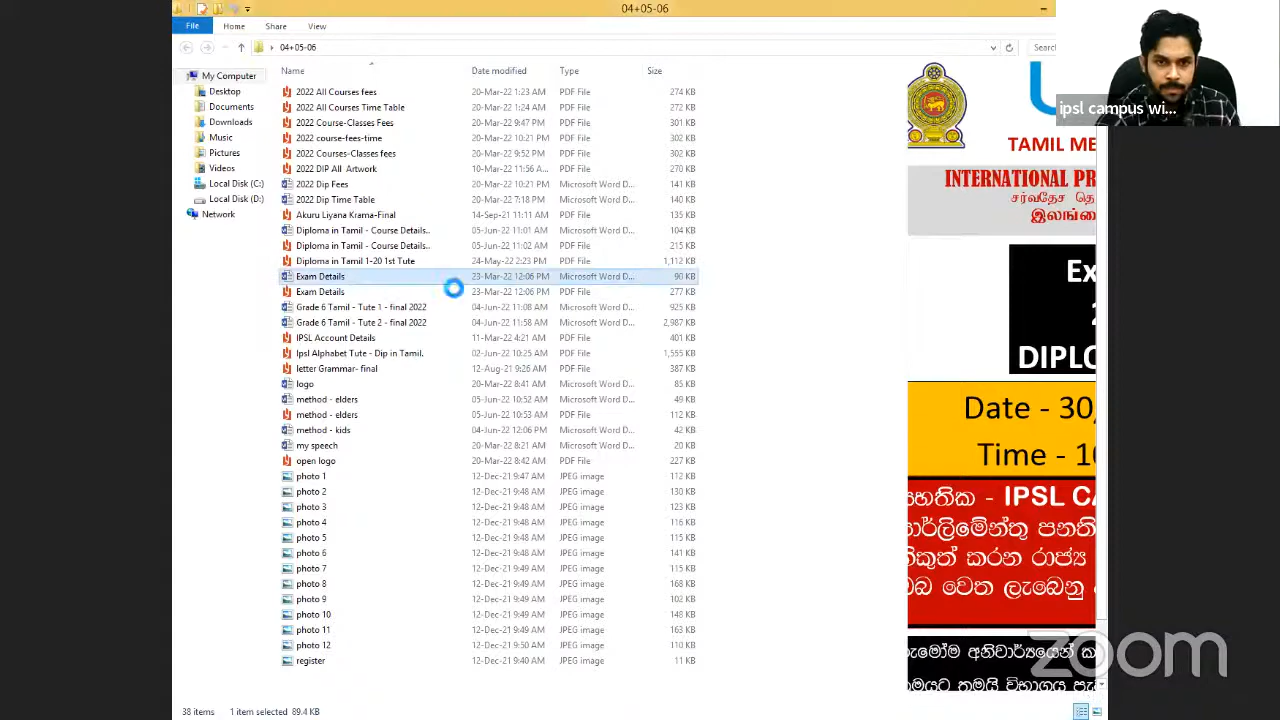 04+05-06
File Home Share View
04+05-06 Searc
Name Date modified Type Size
My Computer
Desktop
Documents
Downloads
Music
Pictures
Videos
Local Disk (C:)
Local Disk (D:)
Network
2022 All Courses fees 20-Mar-22 1:23 AM PDF File 274 KB
2022 All Courses Time Table 20-Mar-22 1:24 AM PDF File 272 KB
2022 Course-Classes Fees 20-Mar-22 9:47 PM PDF File 301 KB
2022 course-fees-time 20-Mar-22 10:21 PM PDF File 302 KB
2022 Courses-Classes fees 20-Mar-22 9:52 PM PDF File 302 KB
2022 DIP All Artwork 10-Mar-22 11:56 A... PDF File 270 KB
2022 Dip Fees 20-Mar-22 10:21 PM Microsoft Word D... 141 KB
2022 Dip Time Table 20-Mar-22 7:18 PM Microsoft Word D... 140 KB
Akuru Liyana Krama-Final 14-Sep-21 11:11 AM PDF File 135 KB
Diploma in Tamil - Course Details.. 05-Jun-22 11:01 AM Microsoft Word D... 104 KB
Diploma in Tamil - Course Details.. 05-Jun-22 11:02 AM PDF File 215 KB
Diploma in Tamil 1-20 1st Tute 24-May-22 2:23 PM PDF File 1,112 KB
Exam Details 23-Mar-22 12:06 PM Microsoft Word D... 90 KB
Exam Details 23-Mar-22 12:06 PM PDF File 277 KB
Grade 6 Tamil - Tute 1 - final 2022 04-Jun-22 11:08 AM Microsoft Word D... 925 KB
Grade 6 Tamil - Tute 2 - final 2022 04-Jun-22 11:58 AM Microsoft Word D... 2,987 KB
IPSL Account Details 11-Mar-22 4:21 AM PDF File 401 KB
Ipsl Alphabet Tute - Dip in Tamil. 02-Jun-22 10:25 AM PDF File 1,555 KB
letter Grammar- final 12-Aug-21 9:26 AM PDF File 387 KB
logo 20-Mar-22 8:41 AM Microsoft Word D... 85 KB
method - elders 05-Jun-22 10:52 AM Microsoft Word D... 49 KB
method - elders 05-Jun-22 10:53 AM PDF File 112 KB
method - kids 04-Jun-22 12:06 PM Microsoft Word D... 42 KB
my speech 20-Mar-22 8:21 AM Microsoft Word D... 20 KB
open logo 20-Mar-22 8:42 AM PDF File 227 KB
photo 1 12-Dec-21 9:47 AM JPEG image 112 KB
photo 2 12-Dec-21 9:48 AM JPEG image 130 KB
photo 3 12-Dec-21 9:48 AM JPEG image 123 KB
photo 4 12-Dec-21 9:48 AM JPEG image 116 KB
photo 5 12-Dec-21 9:48 AM JPEG image 115 KB
photo 6 12-Dec-21 9:48 AM JPEG image 141 KB
photo 7 12-Dec-21 9:49 AM JPEG image 115 KB
photo 8 12-Dec-21 9:49 AM JPEG image 168 KB
photo 9 12-Dec-21 9:49 AM JPEG image 102 KB
photo 10 12-Dec-21 9:49 AM JPEG image 148 KB
photo 11 12-Dec-21 9:49 AM JPEG image 163 KB
photo 12 12-Dec-21 9:50 AM JPEG image 110 KB
register 12-Dec-21 9:40 AM JPEG image 11 KB
38 items 1 item selected 89.4 KB
ipsl campus wi...
TAMIL ME
INTERNATIONAL PR
சர்வதேச தெ
இலங்கை
Ex
2
DIPLO
Date - 30,
Time - 10
සහතික - IPSL CA
පාර්ලිමේන්තු පනති
නිකුත් කරන රාජ්‍ය
ඔබ වෙත ලැබෙනු
සැමෝම අනිවාර්යයෙන් ක
zoom